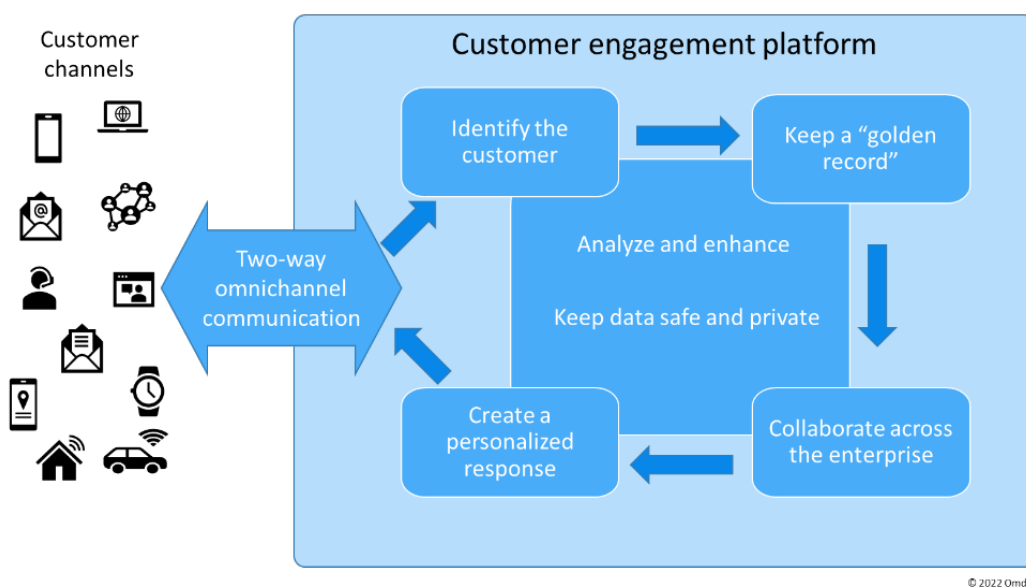 Customer
channels
Customer engagement platform
Identify the
customer
Keep a “golden
record”
Analyze and enhance
Keep data safe and private
Two-way
omnichannel
communication
@
Create a
personalized
response
Collaborate across
the enterprise
© 2022 Omd